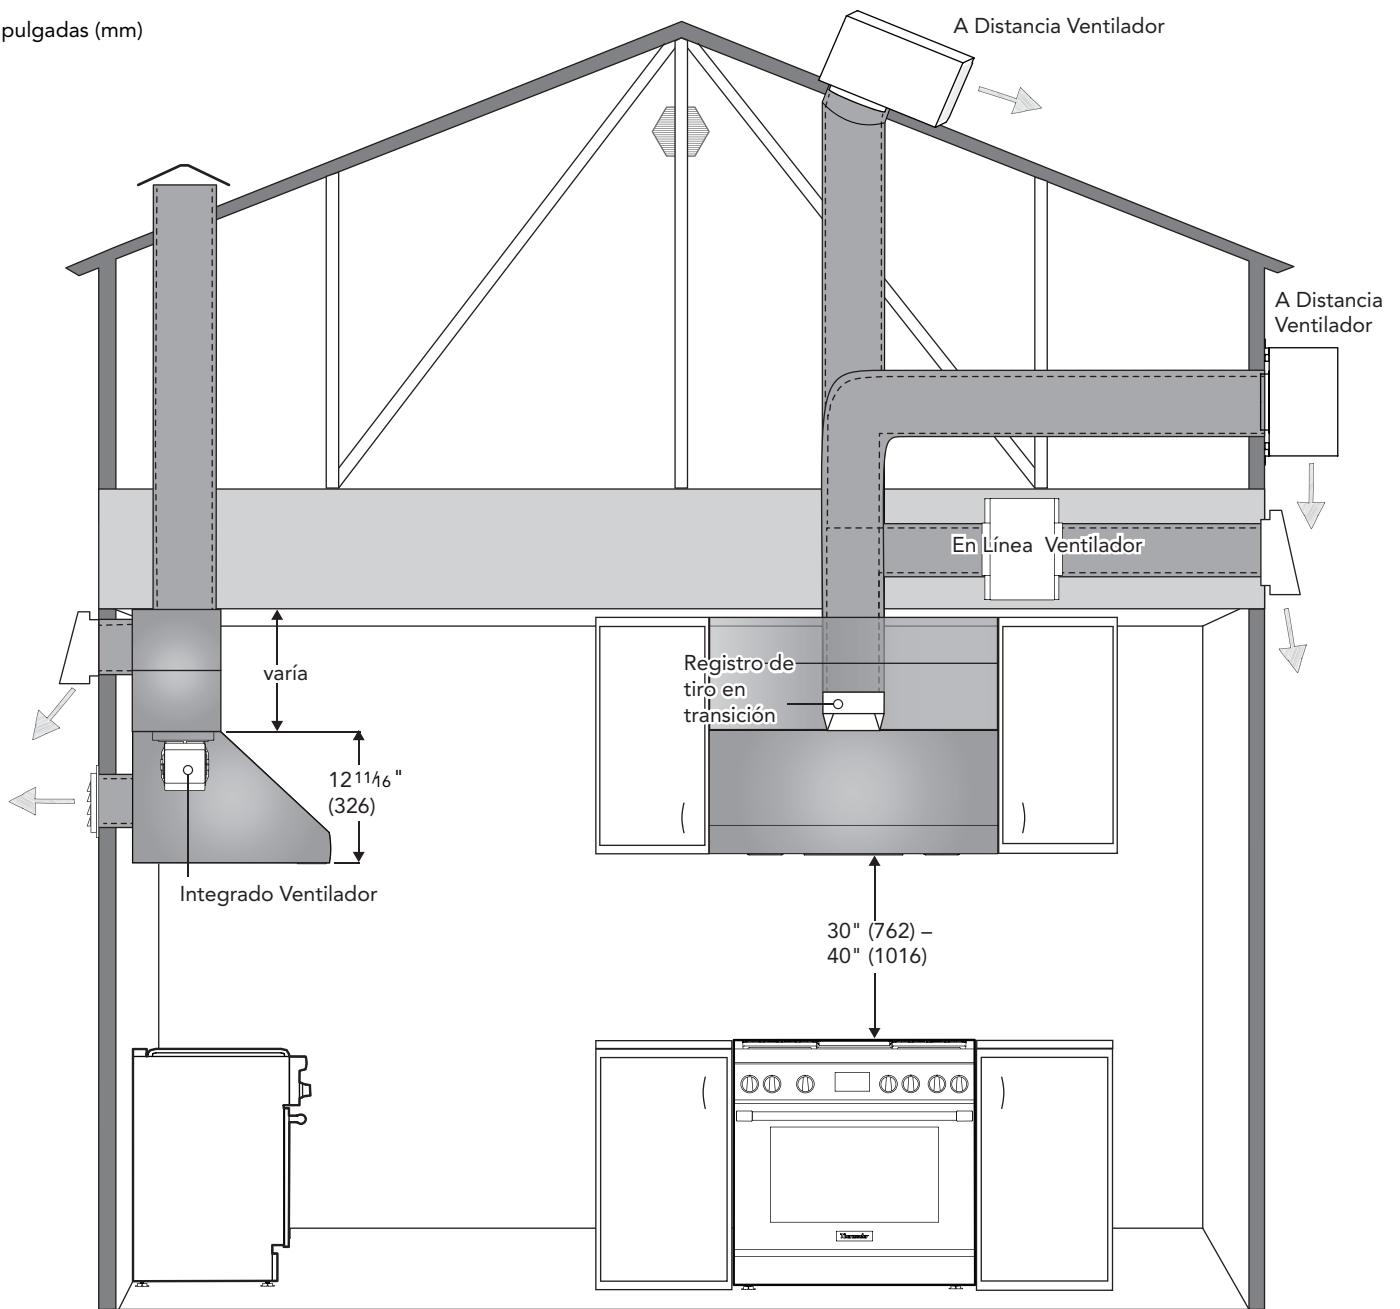 pulgadas (mm)
A Distancia Ventilador
A Distancia
Ventilador
En Línea Ventilador
Registro de
tiro en
transición
varía
12 11/16"
(326)
Integrado Ventilador
30" (762) –
40" (1016)
Thermador